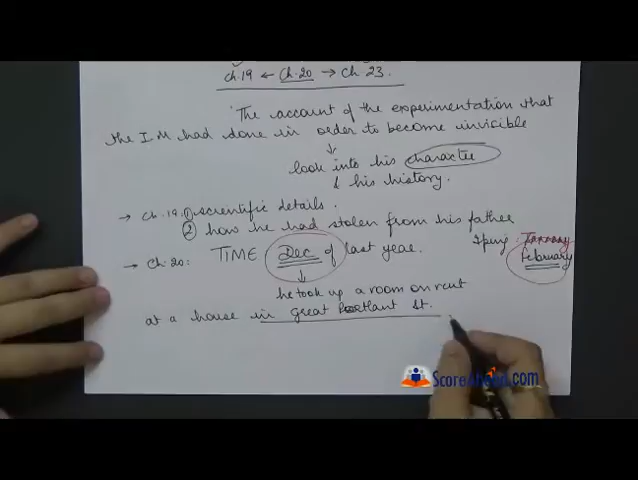 ch.19 ← Ch.20 → Ch 23.
The account of the experimentation that
the I.M had done in order to become invisible
↓
look into his character
& his history.
→ Ch.19. ① scientific details.
② how he had stolen from his father
→ Ch.20: TIME Dec of last year. Iping: January
February
↓
he took up a room on rent
at a house in great Portlant St.
ScoreAhead.com